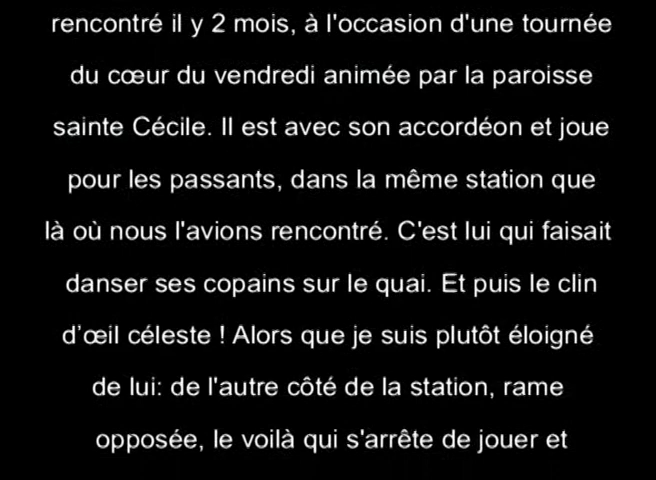 rencontré il y 2 mois, à l'occasion d'une tournée
du cœur du vendredi animée par la paroisse
sainte Cécile. Il est avec son accordéon et joue
pour les passants, dans la même station que
là où nous l'avions rencontré. C'est lui qui faisait
danser ses copains sur le quai. Et puis le clin
d’œil céleste ! Alors que je suis plutôt éloigné
de lui: de l'autre côté de la station, rame
opposée, le voilà qui s'arrête de jouer et